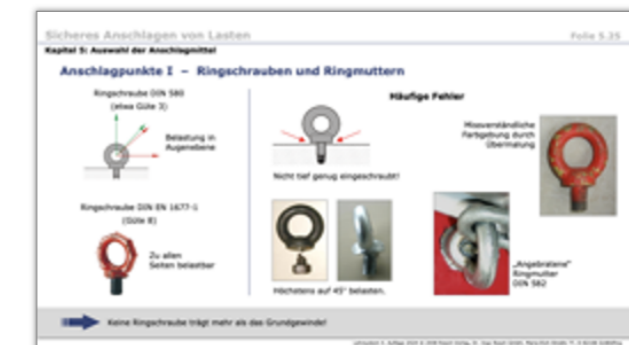 Sicheres Anschlagen von Lasten
Folie 5.25
Kapitel 5: Auswahl der Anschlagmittel
Anschlagpunkte I – Ringschrauben und Ringmuttern
Ringschraube DIN 580
(etwa Güte 3)
Belastung in
Augenebene
Ringschraube DIN EN 1677-1
(Güte 8)
Zu allen
Seiten belastbar
Häufige Fehler
Nicht tief genug eingeschraubt!
Höchstens auf 45° belasten.
Missverständliche
Farbgebung durch
Übermalung
„Angebratene"
Ringmutter
DIN 582
Keine Ringschraube trägt mehr als das Grundgewinde!